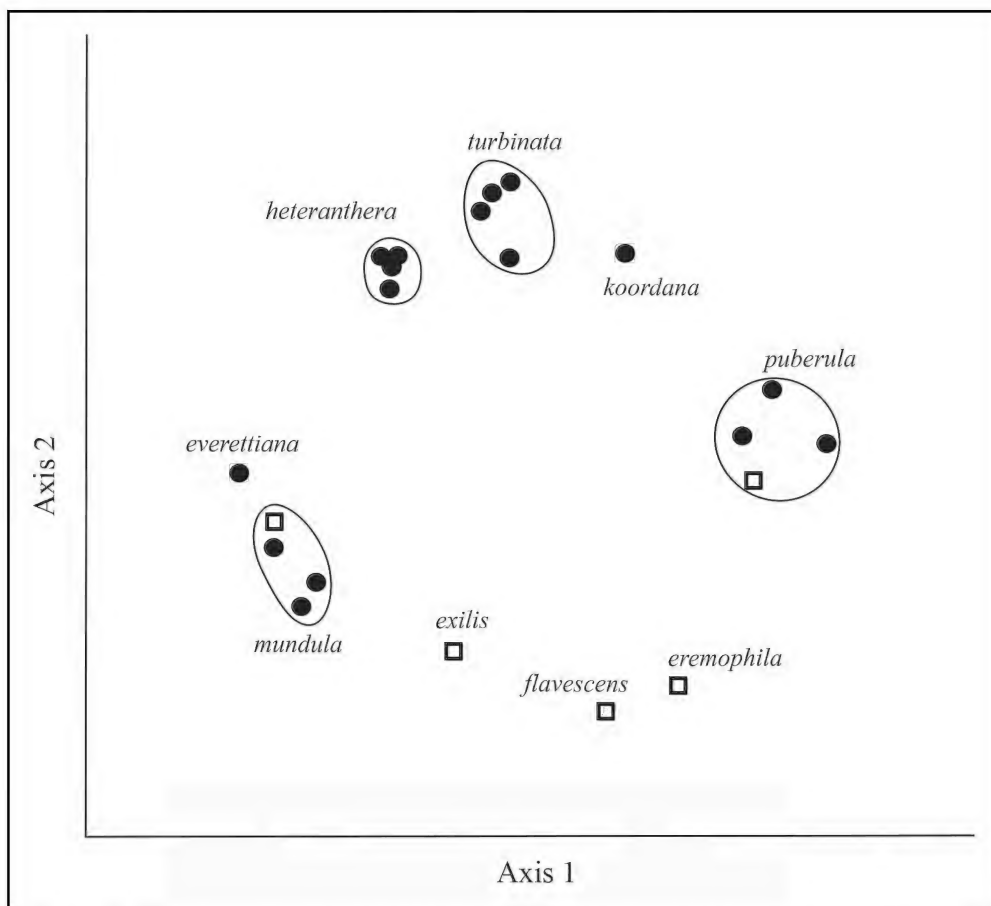 turbinata
heteranthera
koordana
puberula
everettiana
mundula
exilis
eremophila
flavescens
Axis 2
Axis 1